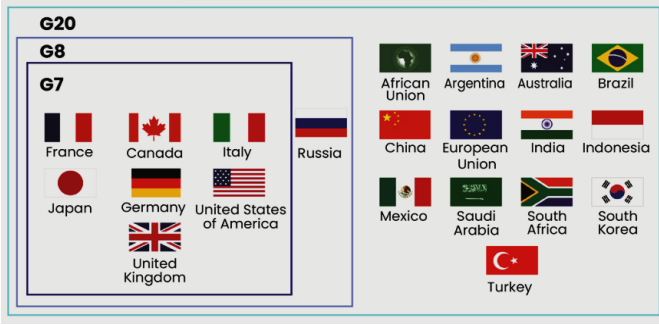 G20
G8
G7
France
Canada
Italy
Russia
Japan
Germany
United States
of America
United
Kingdom
African
Union
Argentina
Australia
Brazil
China
European
Union
India
Indonesia
Mexico
Saudi
Arabia
South
Africa
South
Korea
Turkey